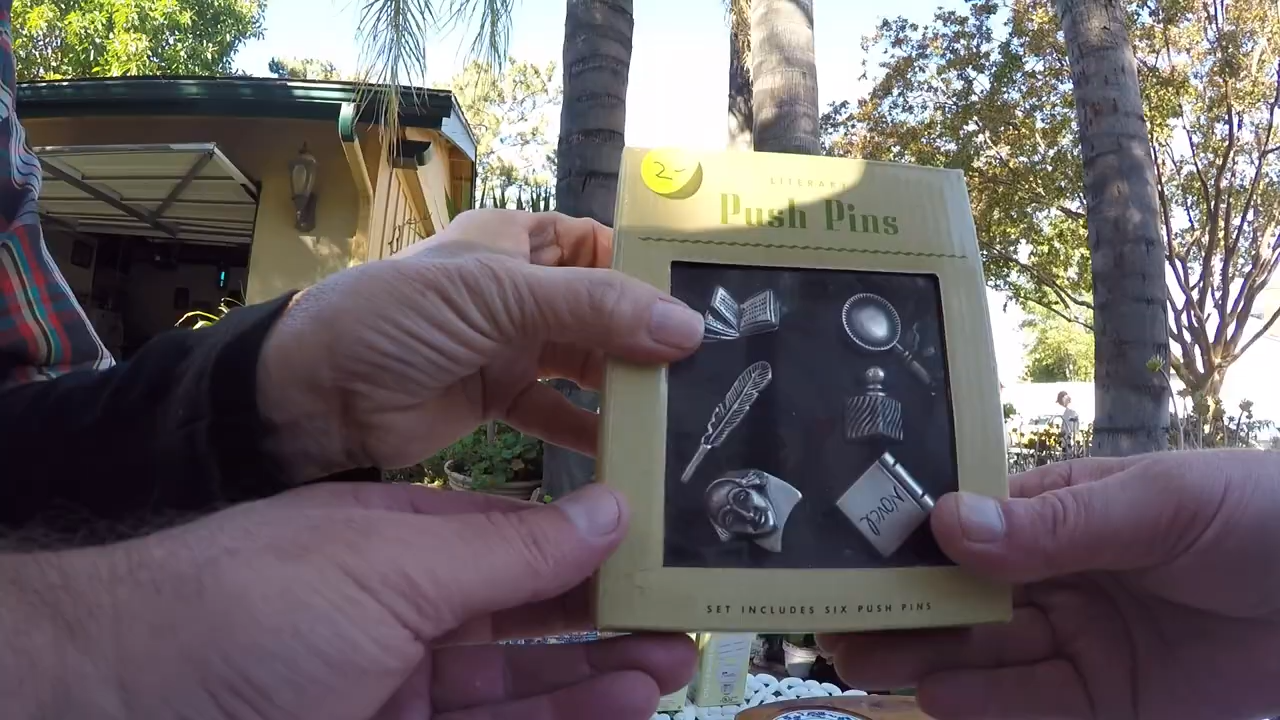 2-
LITERARY
Push Pins
Novel
SET INCLUDES SIX PUSH PINS